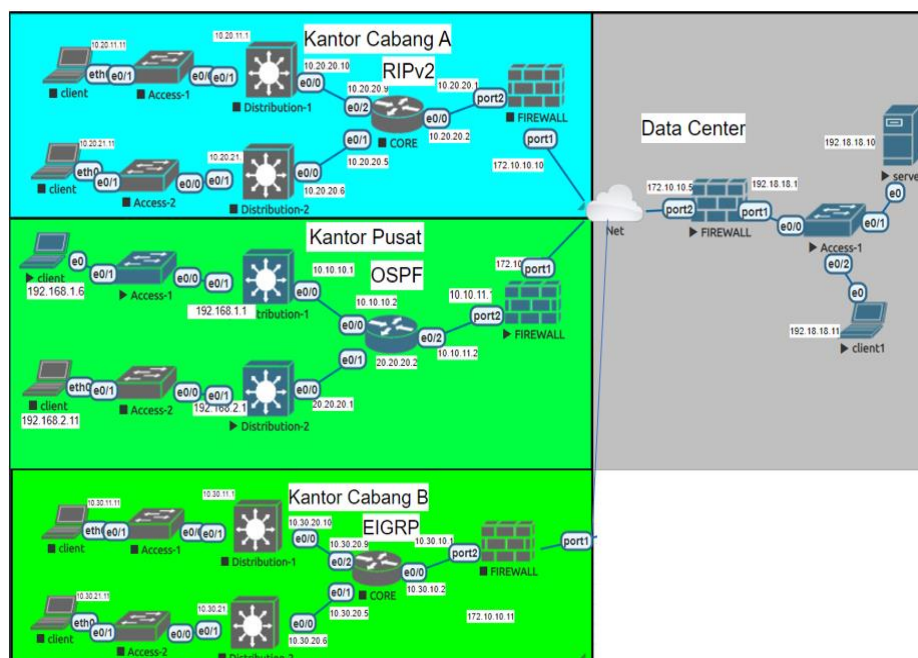 Kantor Cabang A
RIPv2
10.20.11.11
eth0
e0/1
client
Access-1
e0/0
e0/1
10.20.11.1
Distribution-1
10.20.20.10
e0/0
10.20.20.9
e0/2
CORE
10.20.20.1
e0/0
10.20.20.2
port2
FIREWALL
port1
172.10.10.10
10.20.21.11
eth0
e0/1
client
Access-2
e0/0
e0/1
10.20.21.
Distribution-2
e0/0
10.20.20.6
e0/1
10.20.20.5
Data Center
192.18.18.10
serve
e0
172.10.10.5
192.18.18.1
port2
port1
FIREWALL
Net
e0/0
e0/1
Access-1
e0/2
e0
192.18.18.11
client1
Kantor Pusat
OSPF
e0
e0/1
client
192.168.1.6
Access-1
e0/0
e0/1
192.168.1.1
tribution-1
10.10.10.1
e0/0
10.10.10.2
e0/0
e0/2
20.20.20.2
10.10.11.2
10.10.11.
port2
172.10
port1
FIREWALL
eth0
e0/1
client
192.168.2.11
Access-2
e0/0
e0/1
192.168.2.1
Distribution-2
e0/0
20.20.20.1
e0/1
Kantor Cabang B
EIGRP
10.30.11.11
eth0
e0/1
client
Access-1
e0/0
e0/1
10.30.11.1
Distribution-1
10.30.20.10
e0/0
10.30.20.9
e0/2
CORE
10.30.10.1
e0/0
10.30.10.2
port2
FIREWALL
port1
172.10.10.11
10.30.21.11
eth0
e0/1
client
Access-2
e0/0
e0/1
10.30.21
e0/0
10.30.20.6
e0/1
10.30.20.5